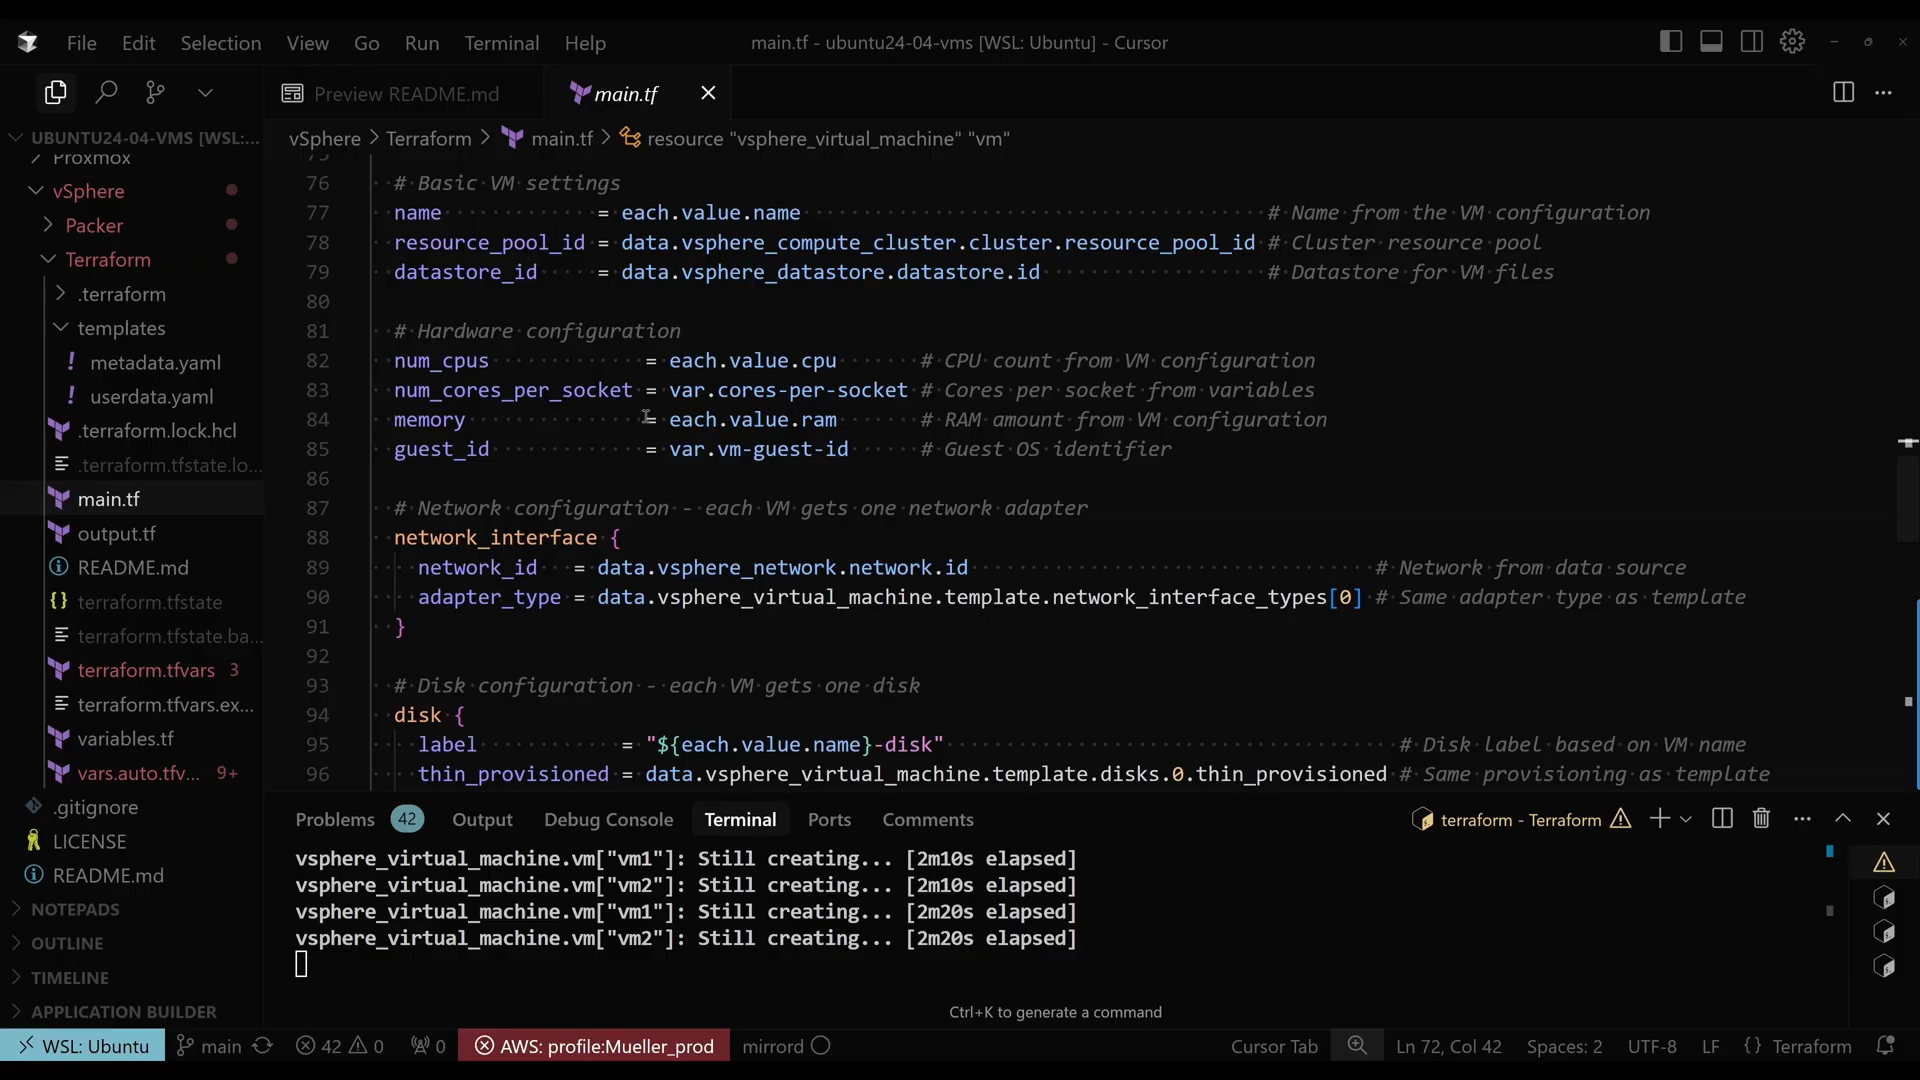 File Edit Selection View Go Run Terminal Help
main.tf - ubuntu24-04-vms [WSL: Ubuntu] - Cursor
Preview README.md
main.tf
UBUNTU24-04-VMS [WSL:...
Proxmox
vSphere
Packer
Terraform
.terraform
templates
metadata.yaml
userdata.yaml
.terraform.lock.hcl
.terraform.tfstate.lo...
main.tf
output.tf
README.md
terraform.tfstate
terraform.tfstate.ba...
terraform.tfvars 3
terraform.tfvars.ex...
variables.tf
vars.auto.tfv... 9+
.gitignore
LICENSE
README.md
NOTEPADS
OUTLINE
TIMELINE
APPLICATION BUILDER
vSphere > Terraform > main.tf > resource "vsphere_virtual_machine" "vm"
75
76 # Basic VM settings
77 name = each.value.name # Name from the VM configuration
78 resource_pool_id = data.vsphere_compute_cluster.cluster.resource_pool_id # Cluster resource pool
79 datastore_id = data.vsphere_datastore.datastore.id # Datastore for VM files
80
81 # Hardware configuration
82 num_cpus = each.value.cpu # CPU count from VM configuration
83 num_cores_per_socket = var.cores-per-socket # Cores per socket from variables
84 memory = each.value.ram # RAM amount from VM configuration
85 guest_id = var.vm-guest-id # Guest OS identifier
86
87 # Network configuration - each VM gets one network adapter
88 network_interface {
89 network_id = data.vsphere_network.network.id # Network from data source
90 adapter_type = data.vsphere_virtual_machine.template.network_interface_types[0] # Same adapter type as template
91 }
92
93 # Disk configuration - each VM gets one disk
94 disk {
95 label = "${each.value.name}-disk" # Disk label based on VM name
96 thin_provisioned = data.vsphere_virtual_machine.template.disks.0.thin_provisioned # Same provisioning as template
Problems 42 Output Debug Console Terminal Ports Comments
terraform - Terraform
vsphere_virtual_machine.vm["vm1"]: Still creating... [2m10s elapsed]
vsphere_virtual_machine.vm["vm2"]: Still creating... [2m10s elapsed]
vsphere_virtual_machine.vm["vm1"]: Still creating... [2m20s elapsed]
vsphere_virtual_machine.vm["vm2"]: Still creating... [2m20s elapsed]
Ctrl+K to generate a command
WSL: Ubuntu main 42 0 0 AWS: profile:Mueller_prod mirrord
Cursor Tab Ln 72, Col 42 Spaces: 2 UTF-8 LF {} Terraform